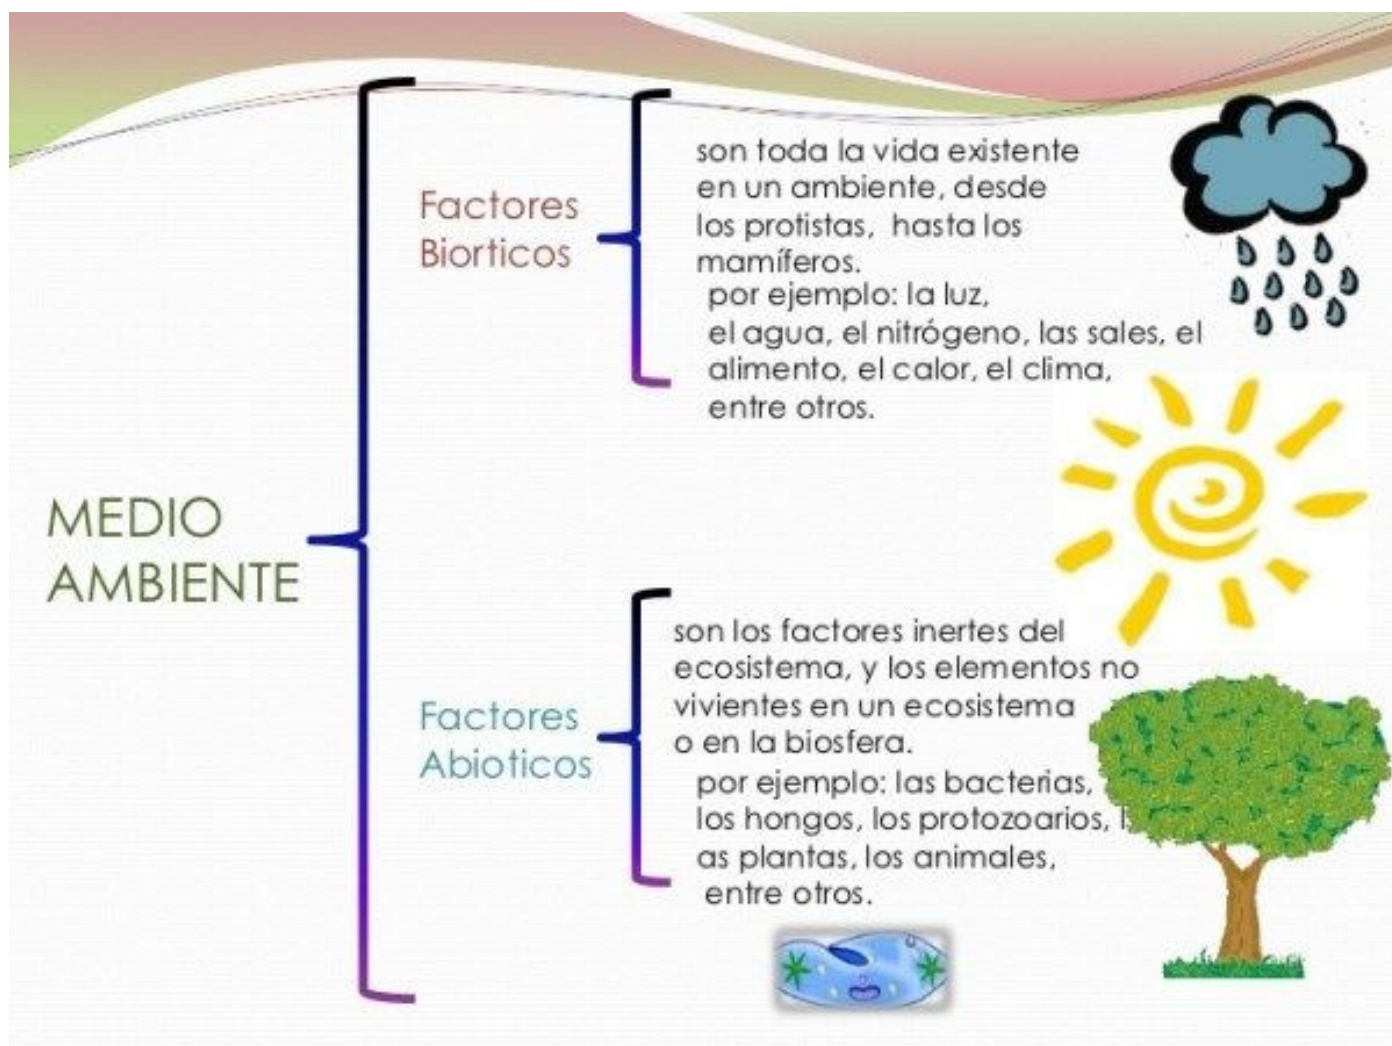 MEDIO
AMBIENTE
Factores
Biorticos
son toda la vida existente
en un ambiente, desde
los protistas, hasta los
mamíferos.
por ejemplo: la luz,
el agua, el nitrógeno, las sales, el
alimento, el calor, el clima,
entre otros.
Factores
Abioticos
son los factores inertes del
ecosistema, y los elementos no
vivientes en un ecosistema
o en la biosfera.
por ejemplo: las bacterias,
los hongos, los protozoarios, l
as plantas, los animales,
entre otros.